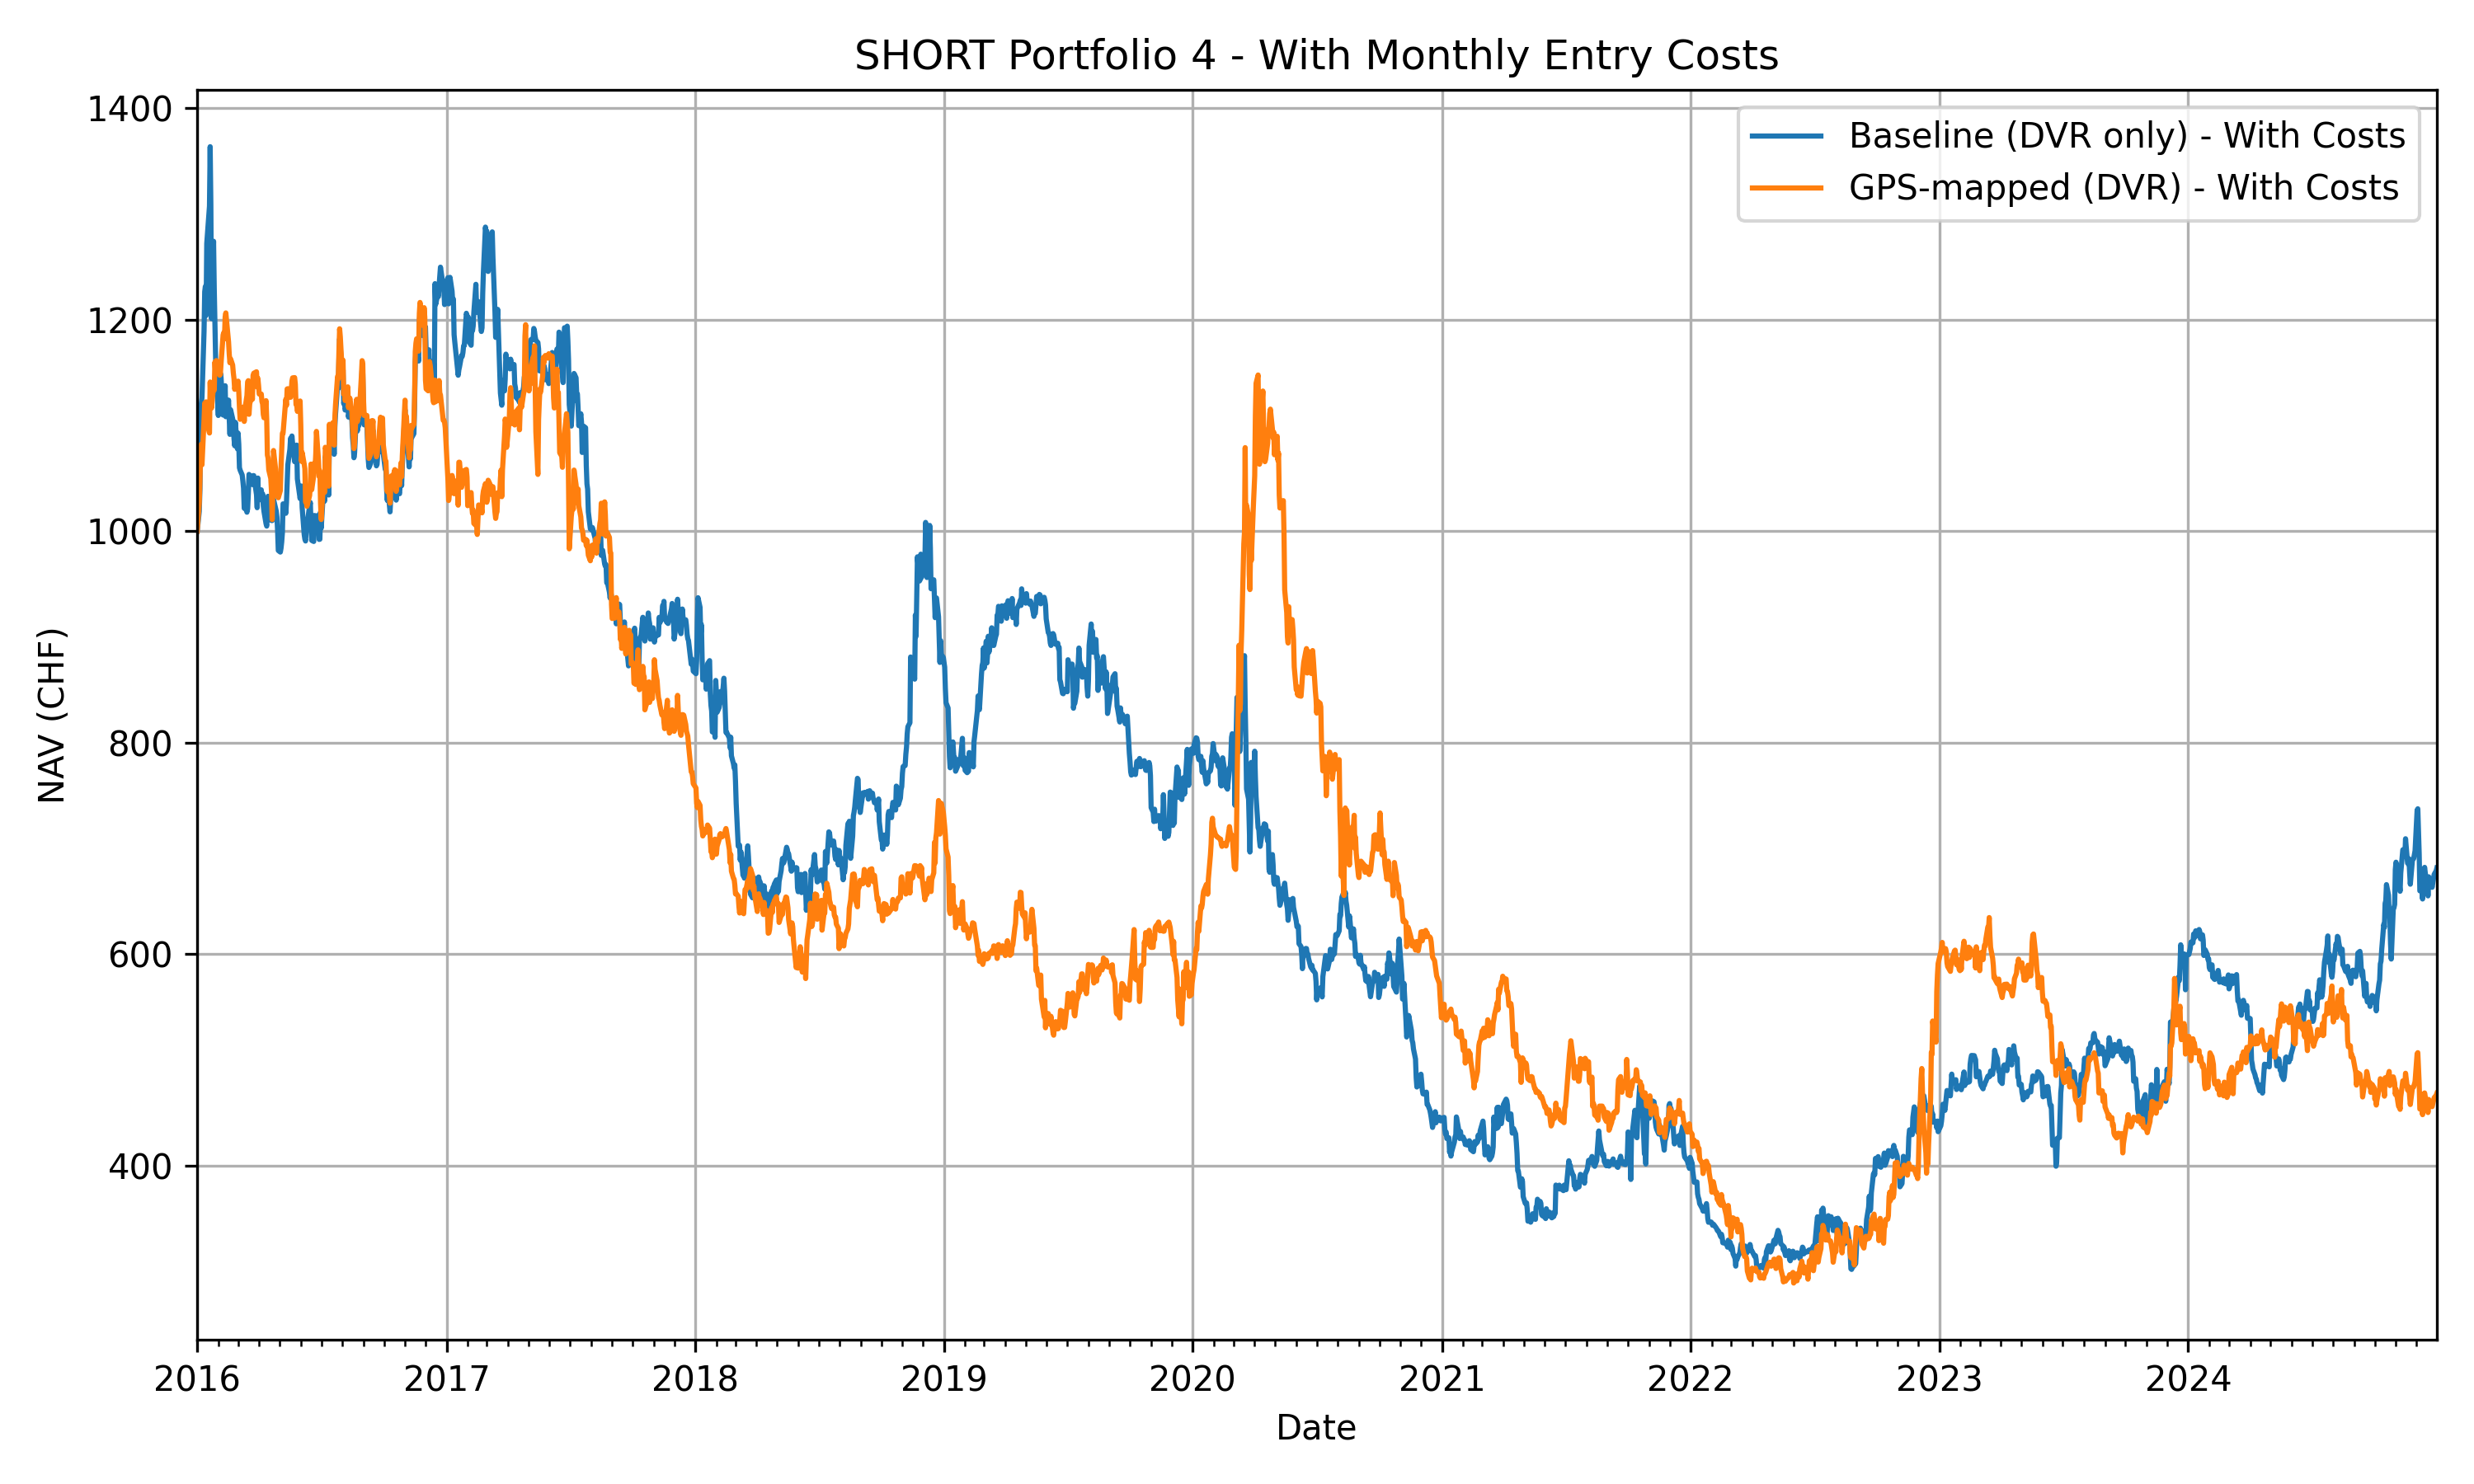 SHORT Portfolio 4 - With Monthly Entry Costs
Baseline (DVR only) - With Costs
GPS-mapped (DVR) - With Costs
NAV (CHF)
1400
1200
1000
800
600
400
2016 2017 2018 2019 2020 2021 2022 2023 2024
Date